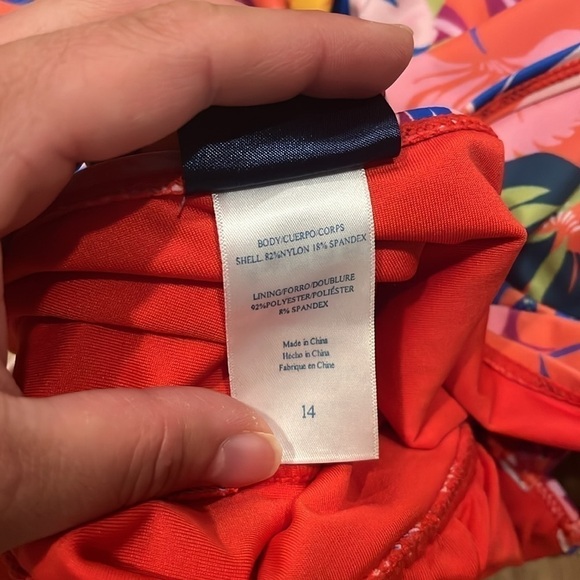 BODY/CUERPO/CORPS
SHELL. 82%NYLON 18% SPANDEX
LINING/FORRO/DOUBLURE
92%POLYESTER/POLIÉSTER
8% SPANDEX
Made in China
Hecho in China
Fabrique en Chine
14